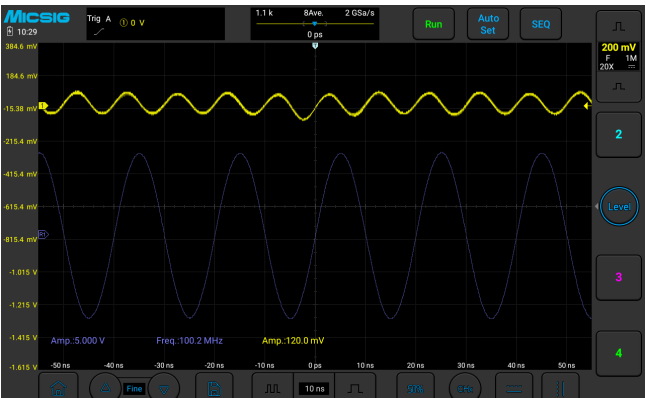 Micsig
10:29
Trig A ① 0 V
1.1 k 8Ave. 2 GSa/s
0 ps
Run
Auto
Set
SEQ
200 mV
F 1M
20X
384.6 mV
184.6 mV
-15.38 mV
-215.4 mV
-415.4 mV
-615.4 mV
-815.4 mV
-1.015 V
-1.215 V
-1.415 V
-1.615 V
T
1
R1
2
Level
3
4
Amp.:5.000 V Freq.:100.2 MHz Amp.:120.0 mV
-50 ns -40 ns -30 ns -20 ns -10 ns 0 ps 10 ns 20 ns 30 ns 40 ns 50 ns
Fine
10 ns
50%